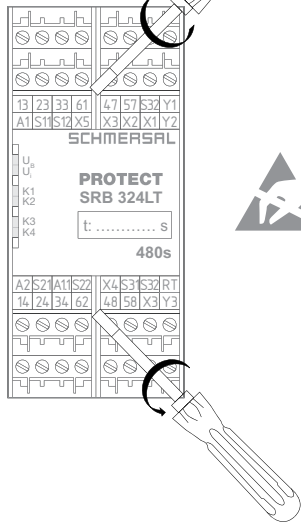 13 23 33 61 47 57 S32 Y1
A1 S11 S12 X5 X3 X2 X1 Y2
SCHMERSAL
UB
Ui
K1
K2
K3
K4
PROTECT
SRB 324LT
t: ............ s
480s
A2 S21 A1.1 S22 X4 S31 S32 RT
14 24 34 62 48 58 X3 Y3